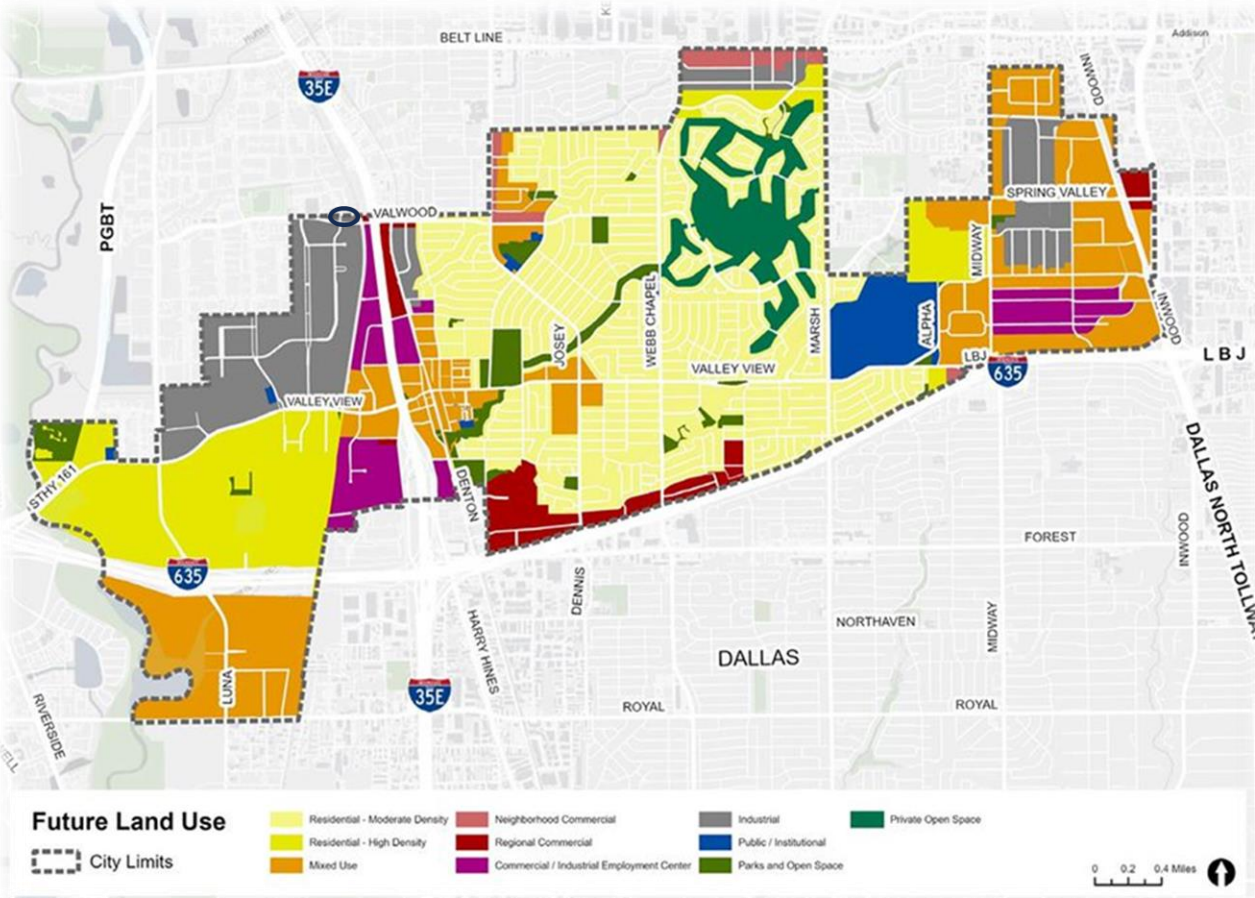 BELT LINE
Addison
35E
INWOOD
PGBT
VALWOOD
SPRING VALLEY
MIDWAY
JOSEY
WEBB CHAPEL
MARSH
ALPHA
INWOOD
LBJ
LBJ
635
VALLEY VIEW
VALLEY VIEW
STHY 161
DENTON
DALLAS NORTH TOLLWAY
635
FOREST
INWOOD
DENNIS
HARRY HINES
NORTHAVEN
MIDWAY
DALLAS
LUNA
35E
ROYAL
ROYAL
RIVERSIDE
Future Land Use
City Limits
Residential - Moderate Density
Residential - High Density
Mixed Use
Neighborhood Commercial
Regional Commercial
Commercial / Industrial Employment Center
Industrial
Public / Institutional
Parks and Open Space
Private Open Space
0 0.2 0.4 Miles